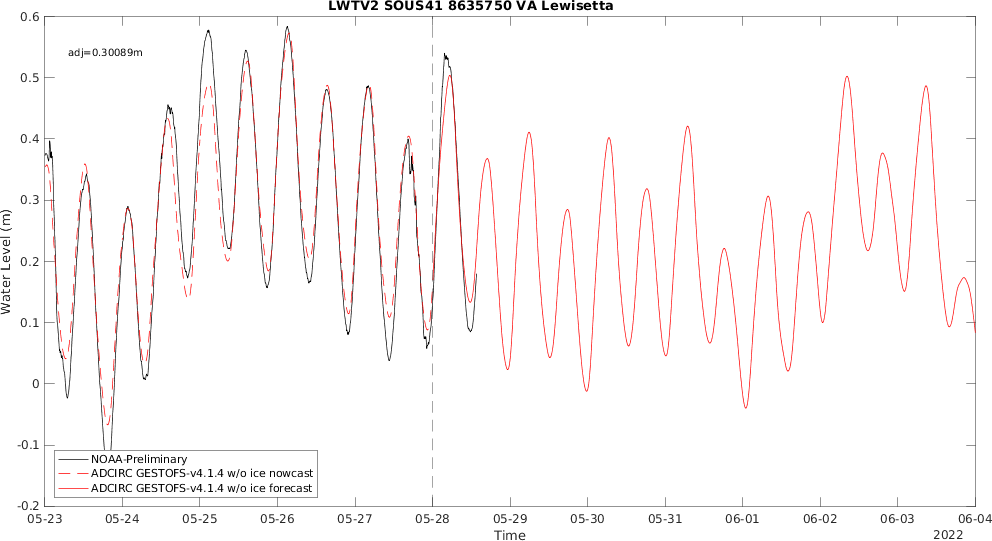 LWTV2 SOUS41 8635750 VA Lewisetta
adj=0.30089m
Water Level (m)
0.6
0.5
0.4
0.3
0.2
0.1
0
-0.1
-0.2
NOAA-Preliminary
ADCIRC GESTOFS-v4.1.4 w/o ice nowcast
ADCIRC GESTOFS-v4.1.4 w/o ice forecast
05-23 05-24 05-25 05-26 05-27 05-28 05-29 05-30 05-31 06-01 06-02 06-03 06-04
Time
2022